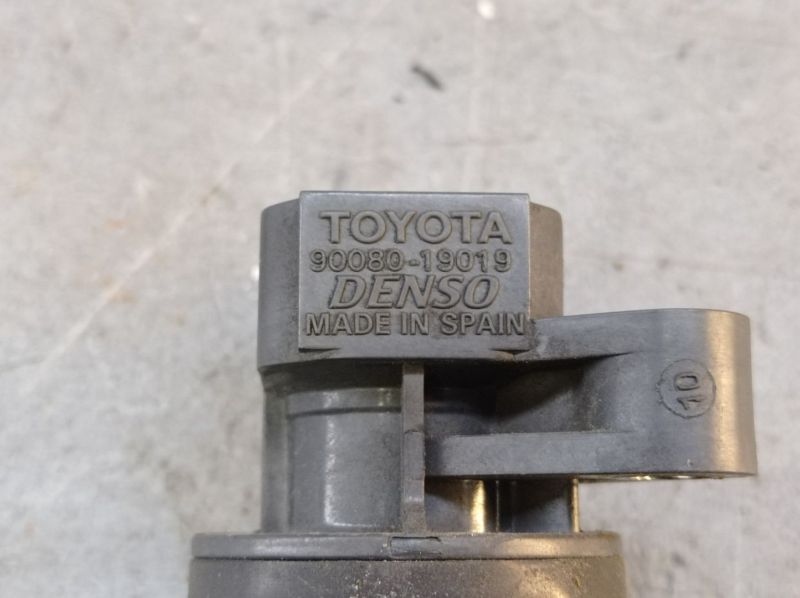 TOYOTA
90080-19019
DENSO
MADE IN SPAIN
10